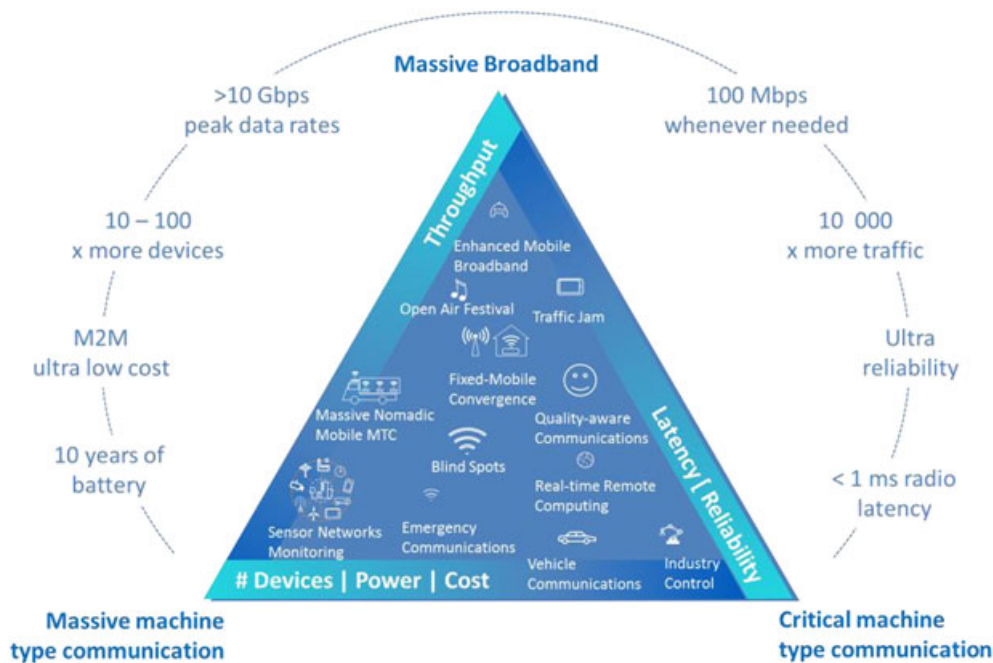 Massive Broadband
>10 Gbps
peak data rates
100 Mbps
whenever needed
10 – 100
x more devices
10 000
x more traffic
M2M
ultra low cost
Ultra
reliability
10 years of
battery
< 1 ms radio
latency
Throughput
Enhanced Mobile
Broadband
Open Air Festival
Traffic Jam
Fixed-Mobile
Convergence
Massive Nomadic
Mobile MTC
Quality-aware
Communications
Blind Spots
Real-time Remote
Computing
Sensor Networks
Monitoring
Emergency
Communications
Vehicle
Communications
Industry
Control
Latency [ Reliability
# Devices | Power | Cost
Massive machine
type communication
Critical machine
type communication